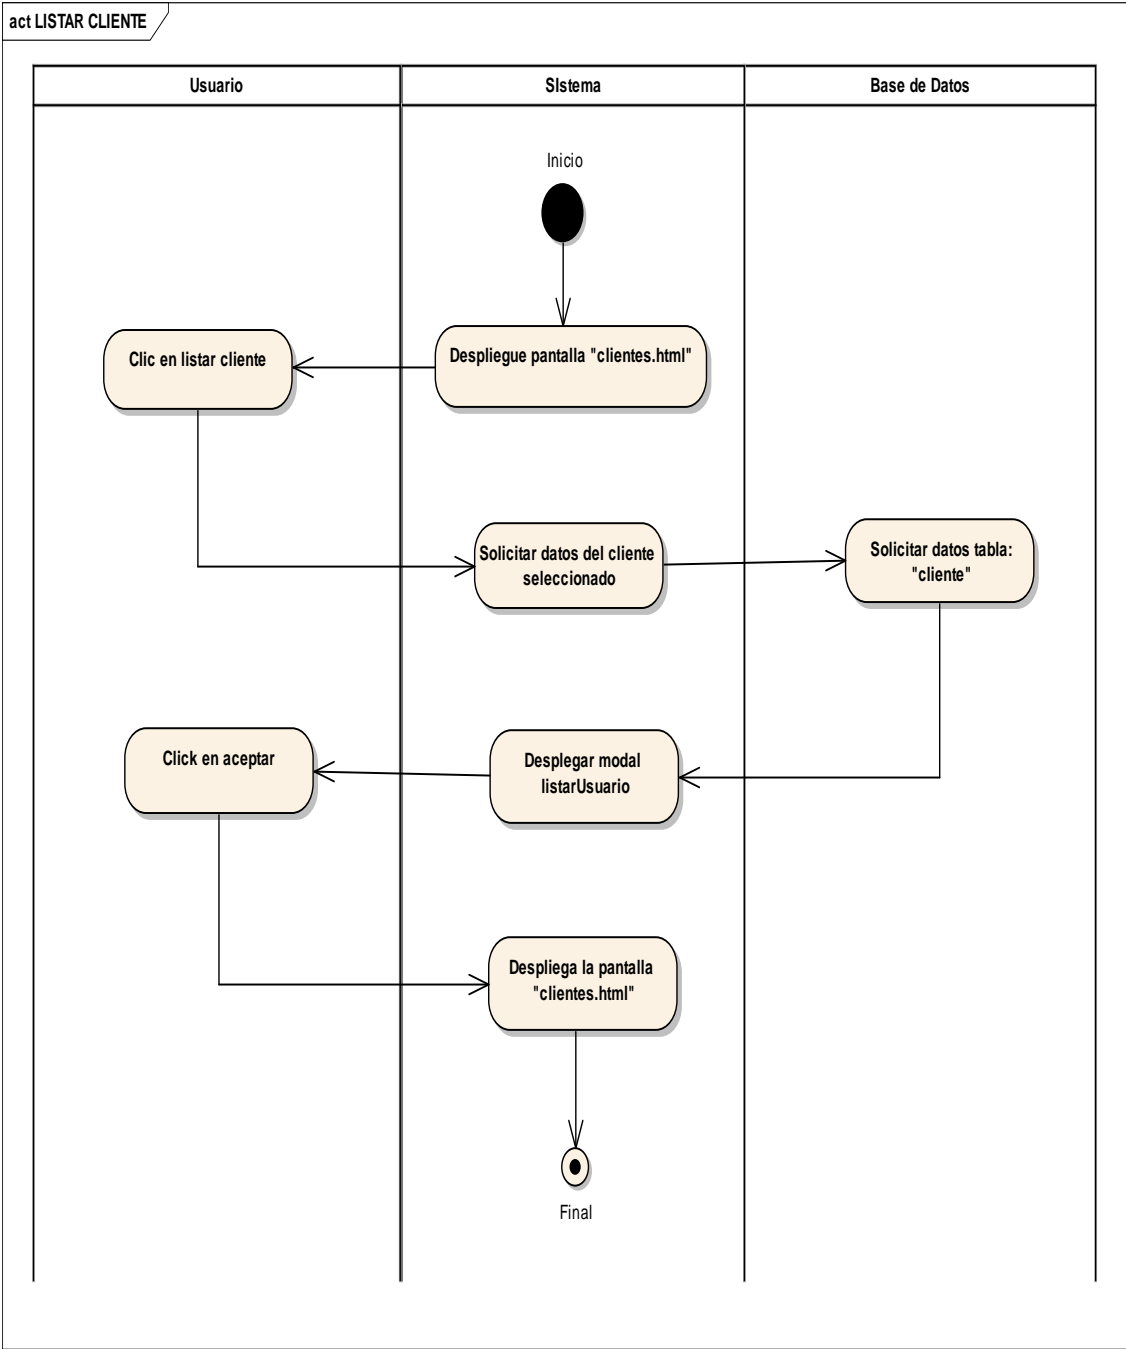 act LISTAR CLIENTE
Usuario
SIstema
Base de Datos
Inicio
Despliegue pantalla "clientes.html"
Clic en listar cliente
Solicitar datos del cliente
seleccionado
Solicitar datos tabla:
"cliente"
Desplegar modal
listarUsuario
Click en aceptar
Despliega la pantalla
"clientes.html"
Final